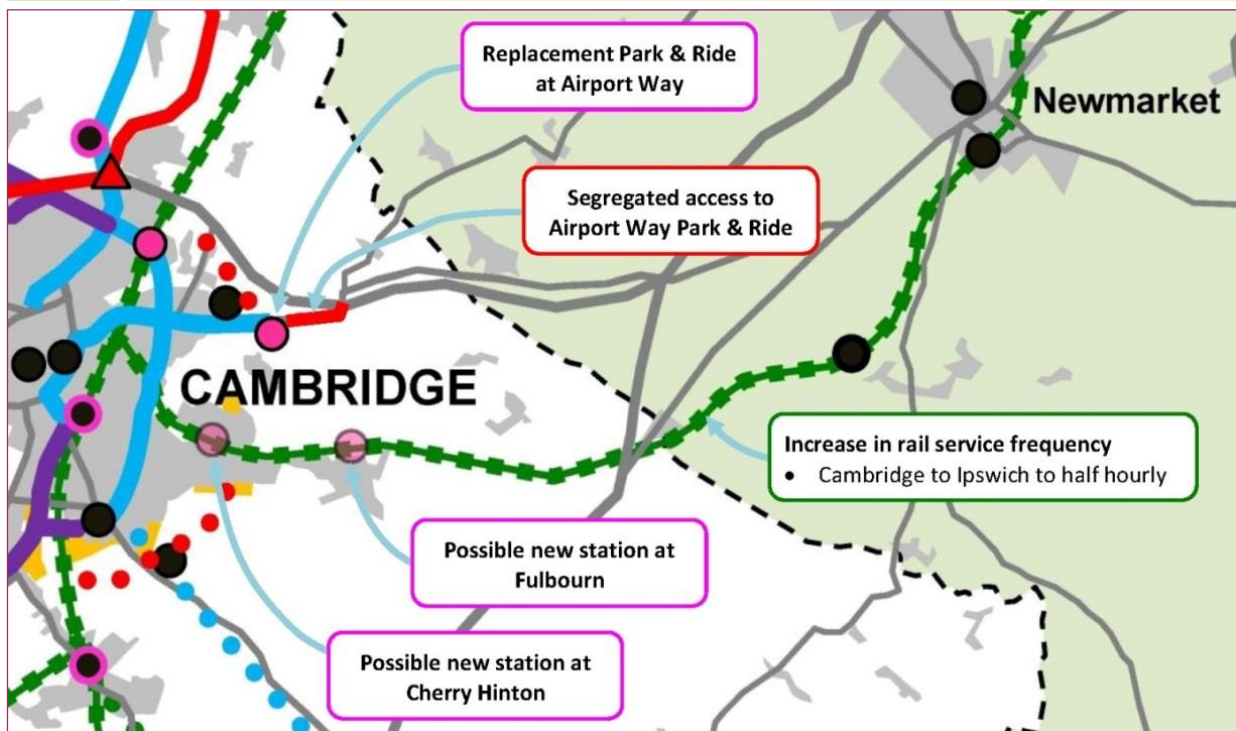 Replacement Park & Ride
at Airport Way
Newmarket
Segregated access to
Airport Way Park & Ride
CAMBRIDGE
Increase in rail service frequency
• Cambridge to Ipswich to half hourly
Possible new station at
Fulbourn
Possible new station at
Cherry Hinton